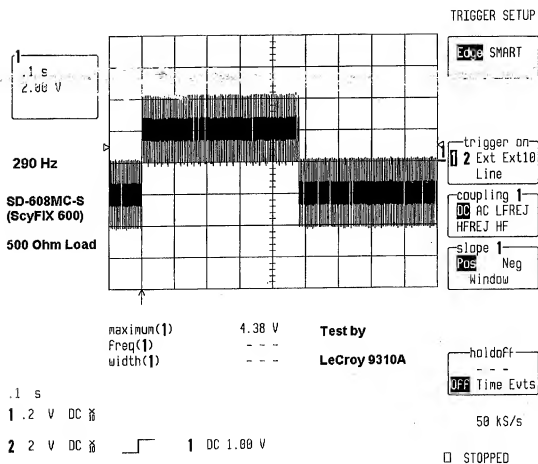 TRIGGER SETUP
1
.1 s
2.00 V
Edge SMART
290 Hz
SD-608MC-S
(ScyFIX 600)
500 Ohm Load
1
trigger on
1 2 Ext Ext10
Line
coupling 1
DC AC LFREJ
HFREJ HF
slope 1
Pos Neg
Window
maximum(1) 4.38 V
freq(1) - - -
width(1) - - -
Test by
LeCroy 9310A
holdoff
- - -
Off Time Evts
.1 s
1 .2 V DC
2 2 V DC
1 DC 1.00 V
50 kS/s
STOPPED